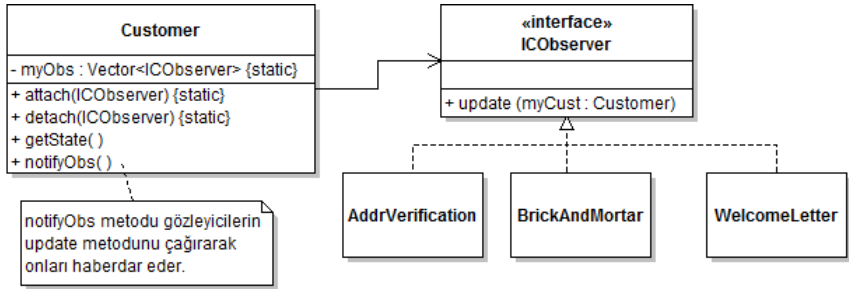 Customer
- myObs : Vector<ICObserver> {static}
+ attach(ICObserver) {static}
+ detach(ICObserver) {static}
+ getState( )
+ notifyObs( )
notifyObs metodu gözleyicilerin
update metodunu çağırarak
onları haberdar eder.
«interface»
ICObserver
+ update (myCust : Customer)
AddrVerification
BrickAndMortar
WelcomeLetter